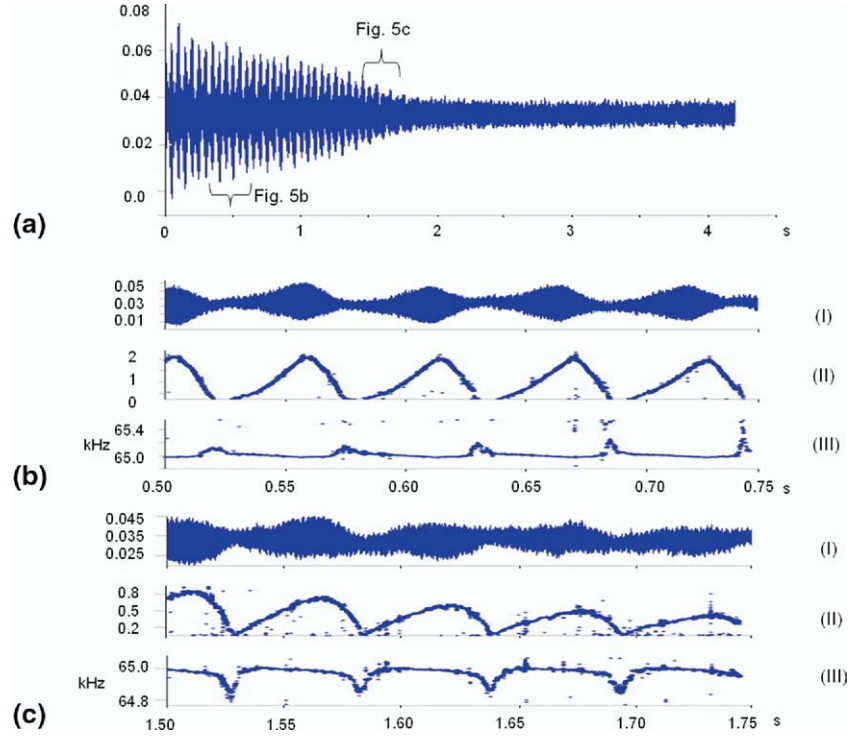 0.08
Fig. 5c
0.06
0.04
0.02
0.0
Fig. 5b
(a)
0 1 2 3 4 s
0.05
0.03
0.01
(I)
2
1
0
(II)
65.4
kHz
65.0
(III)
(b)
0.50 0.55 0.60 0.65 0.70 0.75 s
0.045
0.035
0.025
(I)
0.8
0.5
0.2
(II)
65.0
kHz
64.8
(III)
(c)
1.50 1.55 1.60 1.65 1.70 1.75 s